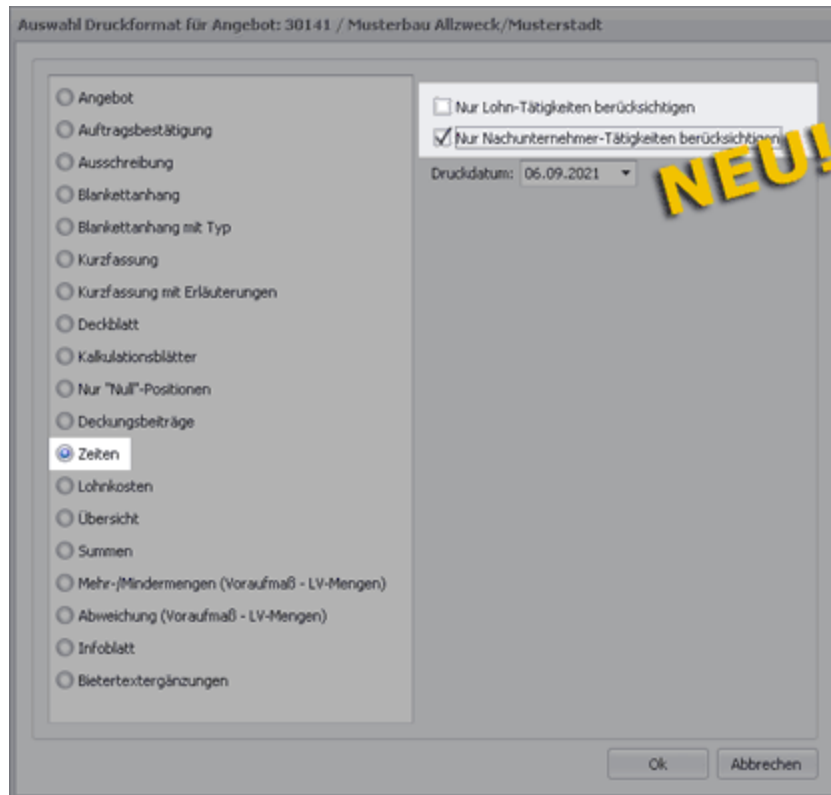 Auswahl Druckformat für Angebot: 30141 / Musterbau Allzweck/Musterstadt
Angebot
Auftragsbestätigung
Ausschreibung
Blankettanhang
Blankettanhang mit Typ
Kurzfassung
Kurzfassung mit Erläuterungen
Deckblatt
Kalkulationsblätter
Nur "Null"-Positionen
Deckungsbeiträge
Zeiten
Lohnkosten
Übersicht
Summen
Mehr-/Mindermengen (Voraufmaß - LV-Mengen)
Abweichung (Voraufmaß - LV-Mengen)
Infoblatt
Bietertextergänzungen
Nur Lohn-Tätigkeiten berücksichtigen
Nur Nachunternehmer-Tätigkeiten berücksichtigen
NEU!
Druckdatum: 06.09.2021
Ok
Abbrechen